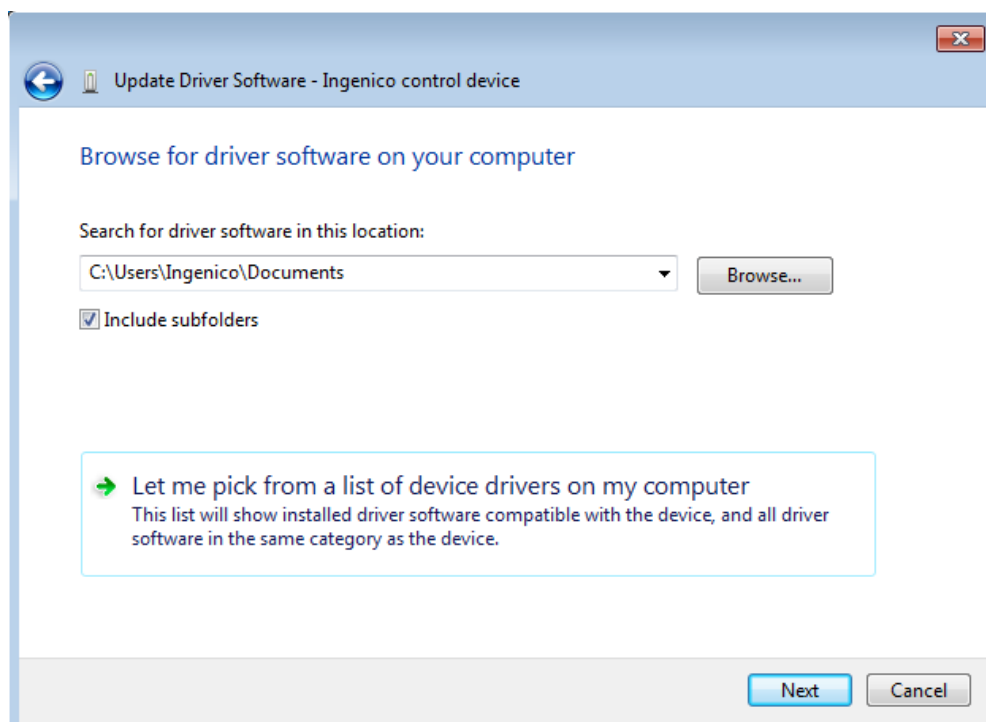 Update Driver Software - Ingenico control device
Browse for driver software on your computer
Search for driver software in this location:
C:\Users\Ingenico\Documents
Browse...
Include subfolders
Let me pick from a list of device drivers on my computer
This list will show installed driver software compatible with the device, and all driver
software in the same category as the device.
Next
Cancel